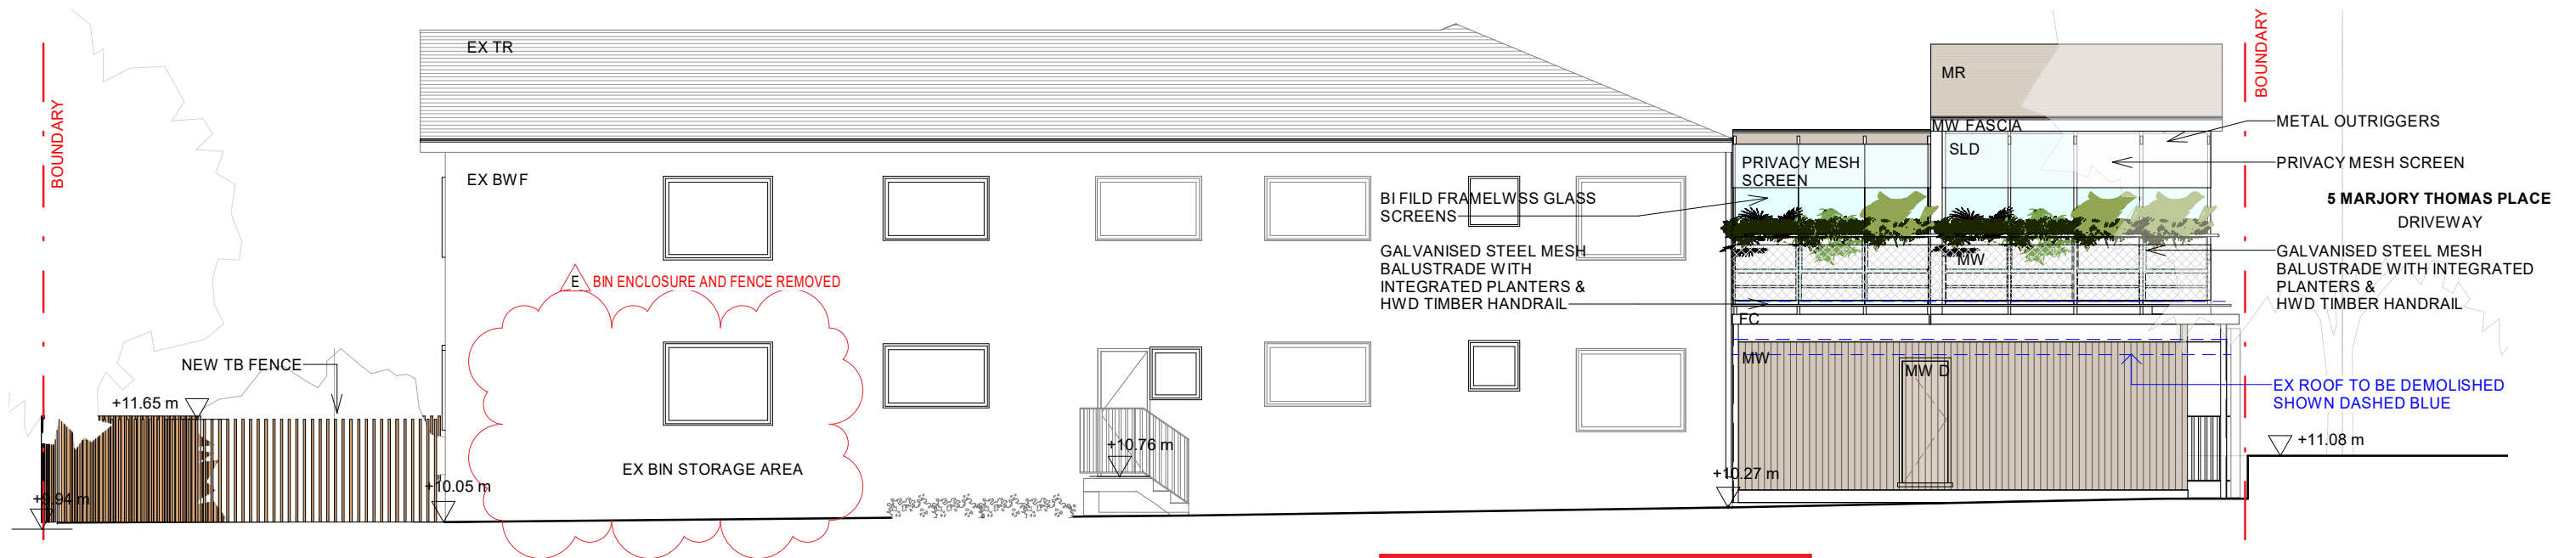 BOUNDARY
EX TR
EX BWF
NEW TB FENCE
+11.65 m
+9.94 m
+10.05 m
E
BIN ENCLOSURE AND FENCE REMOVED
EX BIN STORAGE AREA
+10.76 m
BI FILD FRAMELWSS GLASS
SCREENS
GALVANISED STEEL MESH
BALUSTRADE WITH
INTEGRATED PLANTERS &
HWD TIMBER HANDRAIL
PRIVACY MESH
SCREEN
MR
MW FASCIA
SLD
MW
FC
MW
MW D
+10.27 m
BOUNDARY
METAL OUTRIGGERS
PRIVACY MESH SCREEN
5 MARJORY THOMAS PLACE
DRIVEWAY
GALVANISED STEEL MESH
BALUSTRADE WITH INTEGRATED
PLANTERS &
HWD TIMBER HANDRAIL
EX ROOF TO BE DEMOLISHED
SHOWN DASHED BLUE
+11.08 m